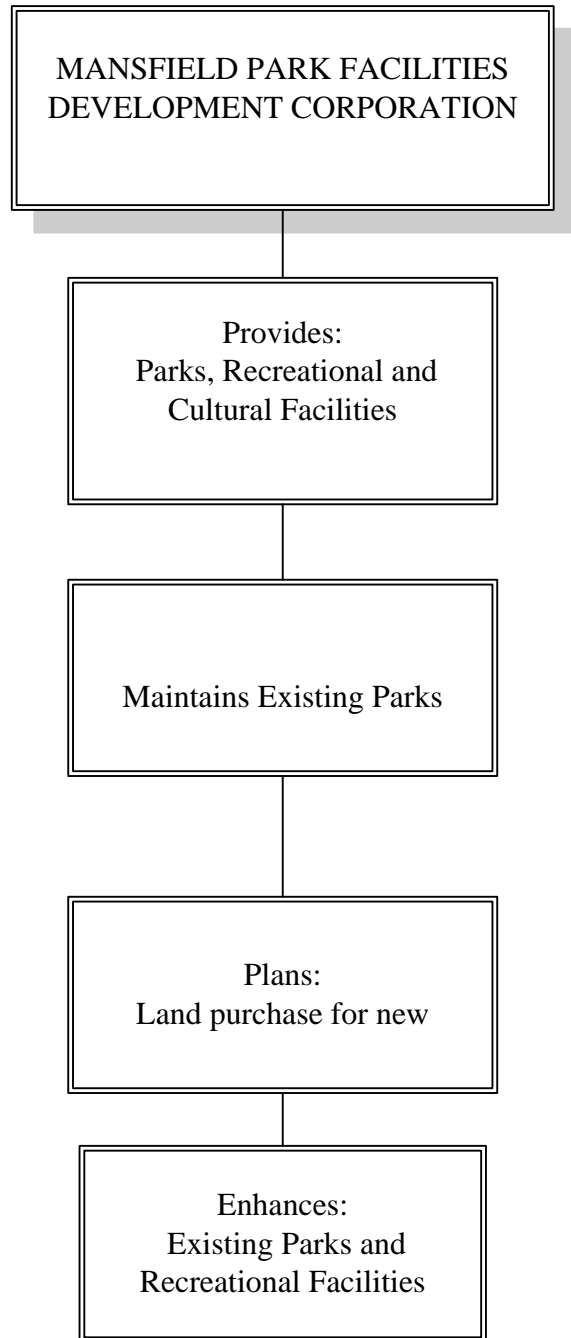 MANSFIELD PARK FACILITIES
DEVELOPMENT CORPORATION
Provides:
Parks, Recreational and
Cultural Facilities
Maintains Existing Parks
Plans:
Land purchase for new
Enhances:
Existing Parks and
Recreational Facilities